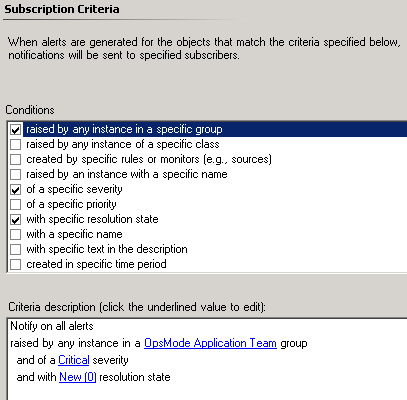 Subscription Criteria
When alerts are generated for the objects that match the criteria specified below,
notifications will be sent to specified subscribers.
Conditions
raised by any instance in a specific group
raised by any instance of a specific class
created by specific rules or monitors (e.g., sources)
raised by an instance with a specific name
of a specific severity
of a specific priority
with specific resolution state
with a specific name
with specific text in the description
created in specific time period
Criteria description (click the underlined value to edit):
Notify on all alerts
raised by any instance in a OpsMode Application Team group
and of a Critical severity
and with New (0) resolution state